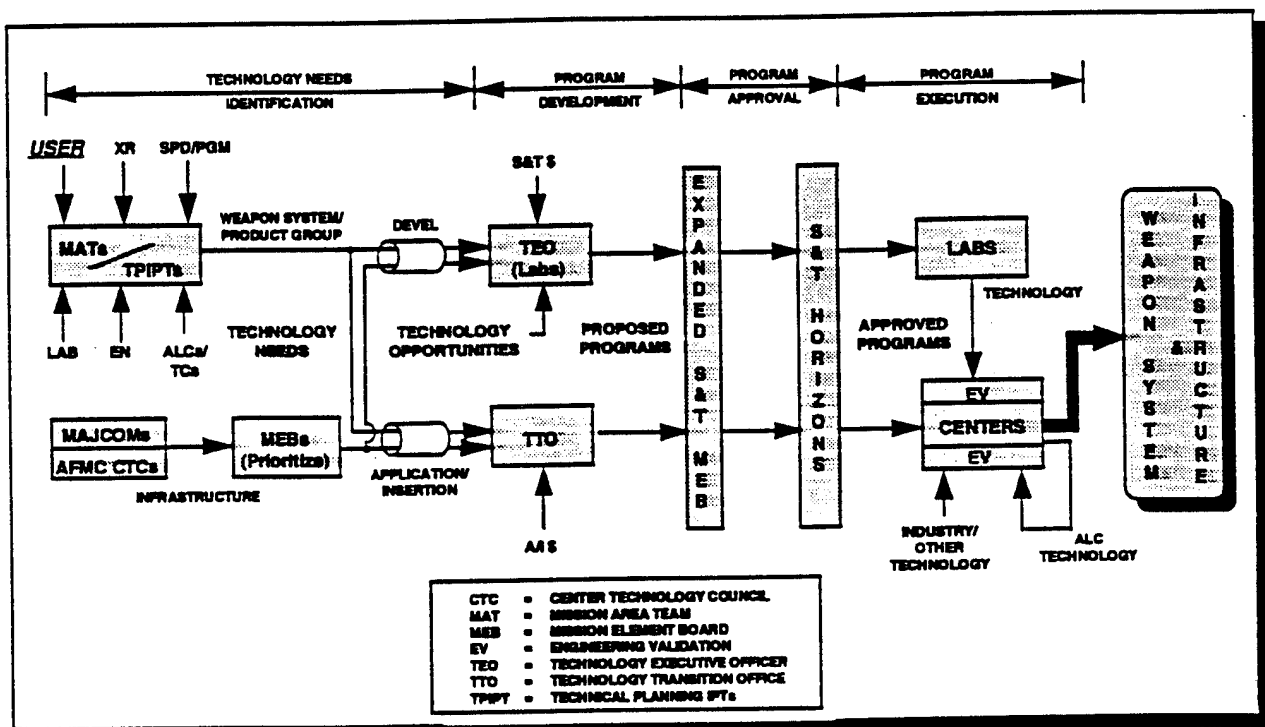 TECHNOLOGY NEEDS
IDENTIFICATION
PROGRAM
DEVELOPMENT
PROGRAM
APPROVAL
PROGRAM
EXECUTION
USER
XR
SPD/PGM
S&T $
MATs
TPIPTs
WEAPON SYSTEM/
PRODUCT GROUP
DEVEL
TEO
(Labs)
EXPANDED S&T MEB
S&T HORIZONS
LABS
WEAPON SYSTEM
&
INFRASTRUCTURE
TECHNOLOGY
LAB
EN
ALCs/
TCs
TECHNOLOGY
NEEDS
TECHNOLOGY
OPPORTUNITIES
PROPOSED
PROGRAMS
APPROVED
PROGRAMS
MAJCOMs
AFMC CTCs
MEBs
(Prioritize)
TTO
EV
CENTERS
EV
INFRASTRUCTURE
APPLICATION/
INSERTION
A/I $
INDUSTRY/
OTHER
TECHNOLOGY
ALC
TECHNOLOGY
CTC = CENTER TECHNOLOGY COUNCIL
MAT = MISSION AREA TEAM
MEB = MISSION ELEMENT BOARD
EV = ENGINEERING VALIDATION
TEO = TECHNOLOGY EXECUTIVE OFFICER
TTO = TECHNOLOGY TRANSITION OFFICE
TPIPT = TECHNICAL PLANNING IPTs